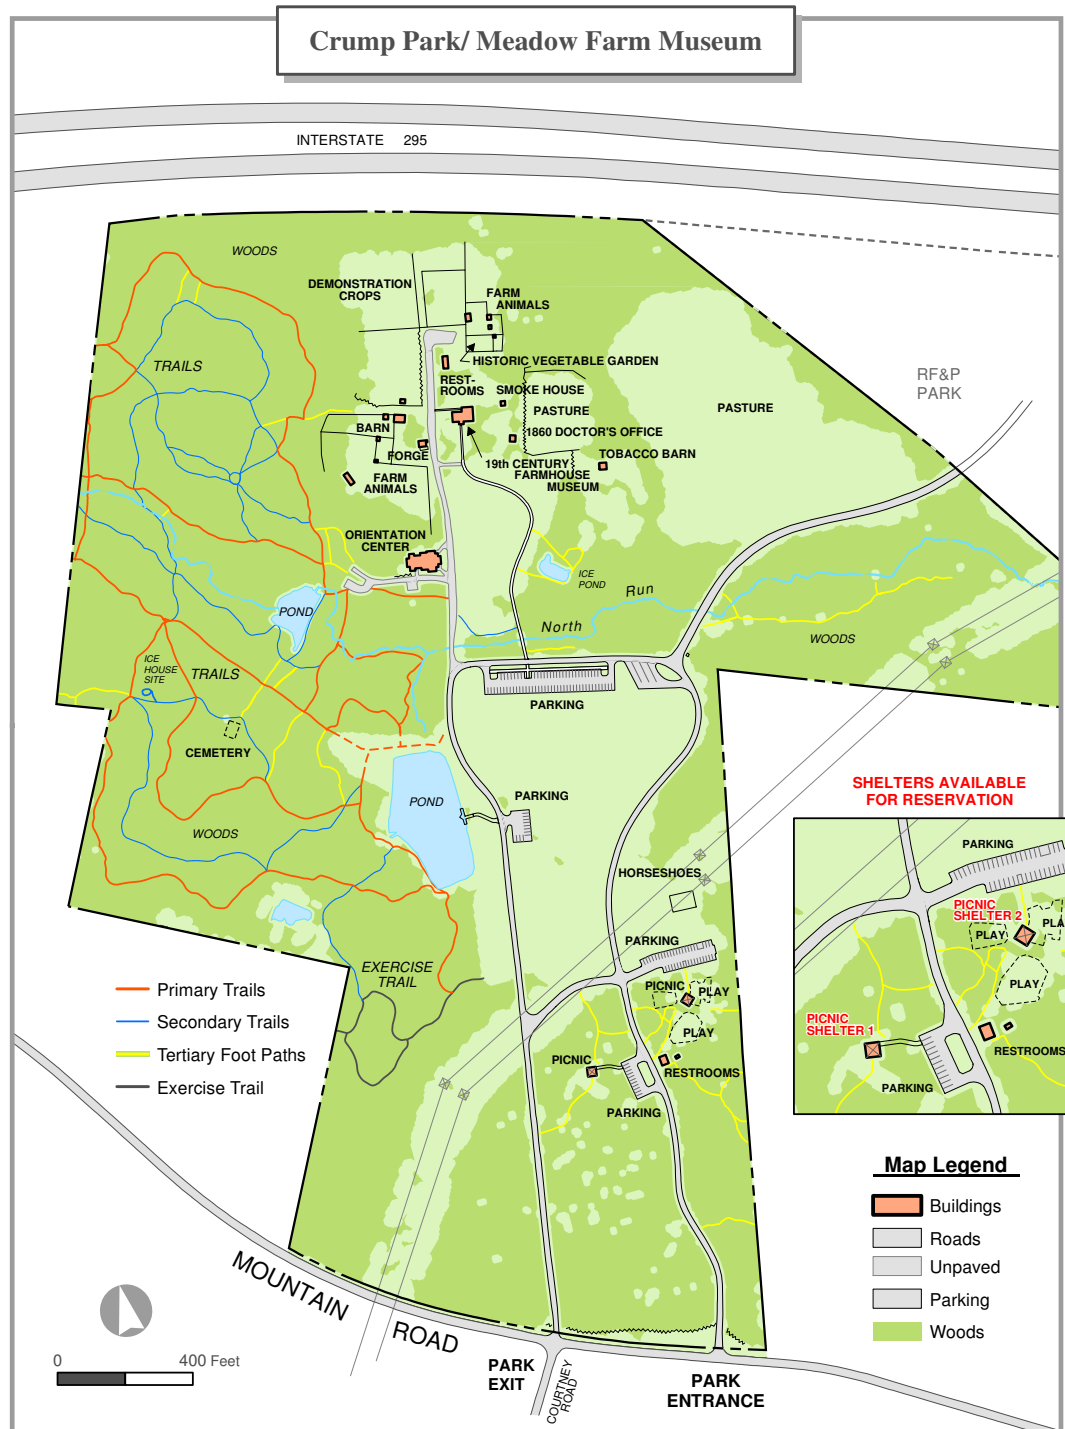 Crump Park/ Meadow Farm Museum
INTERSTATE 295
WOODS
DEMONSTRATION
CROPS
FARM
ANIMALS
TRAILS
HISTORIC VEGETABLE GARDEN
REST-
ROOMS
SMOKE HOUSE
PASTURE
PASTURE
RF&P
PARK
BARN
1860 DOCTOR'S OFFICE
FORGE
19th CENTURY
FARMHOUSE
MUSEUM
TOBACCO BARN
FARM
ANIMALS
ORIENTATION
CENTER
ICE
POND
North Run
POND
WOODS
ICE
HOUSE
SITE
TRAILS
PARKING
CEMETERY
POND
PARKING
WOODS
SHELTERS AVAILABLE
FOR RESERVATION
PARKING
PICNIC
SHELTER 2
PLAY
PLA
PLAY
PICNIC
SHELTER 1
RESTROOMS
PARKING
HORSESHOES
PARKING
EXERCISE
TRAIL
PICNIC
PLAY
PLAY
PICNIC
RESTROOMS
PARKING
Primary Trails
Secondary Trails
Tertiary Foot Paths
Exercise Trail
Map Legend
Buildings
Roads
Unpaved
Parking
Woods
MOUNTAIN ROAD
0 400 Feet
PARK
EXIT
COURTNEY
ROAD
PARK
ENTRANCE